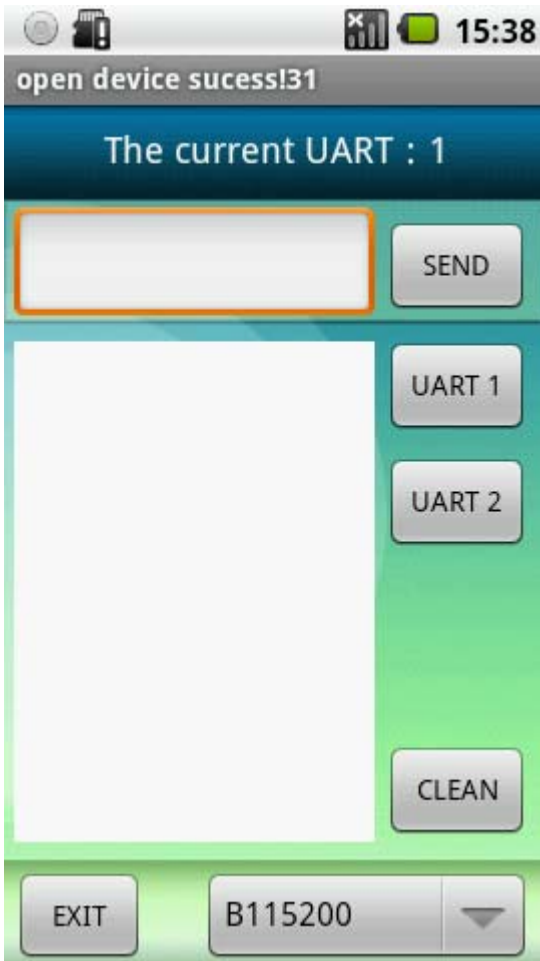 15:38
open device sucess!31
The current UART : 1
SEND
UART 1
UART 2
CLEAN
EXIT
B115200